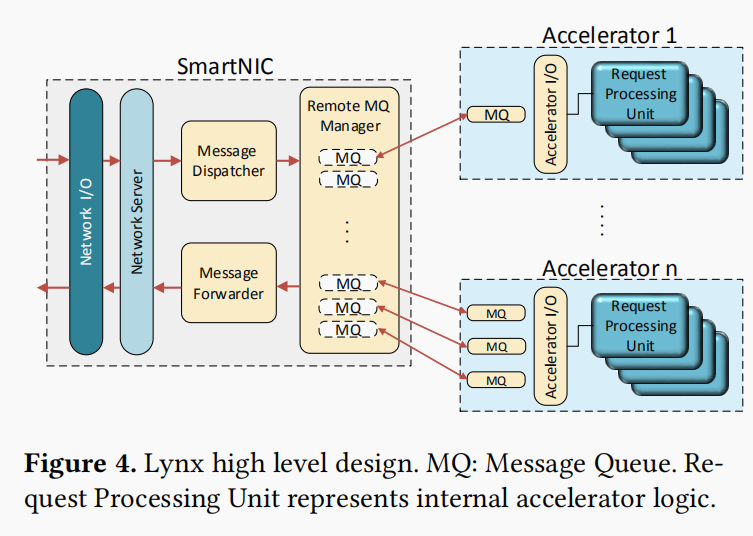 SmartNIC
Network I/O
Network Server
Message
Dispatcher
Message
Forwarder
Remote MQ
Manager
MQ
MQ
MQ
MQ
MQ
Accelerator 1
MQ
Accelerator I/O
Request
Processing
Unit
Accelerator n
MQ
MQ
MQ
Accelerator I/O
Request
Processing
Unit
Figure 4. Lynx high level design. MQ: Message Queue. Re-
quest Processing Unit represents internal accelerator logic.